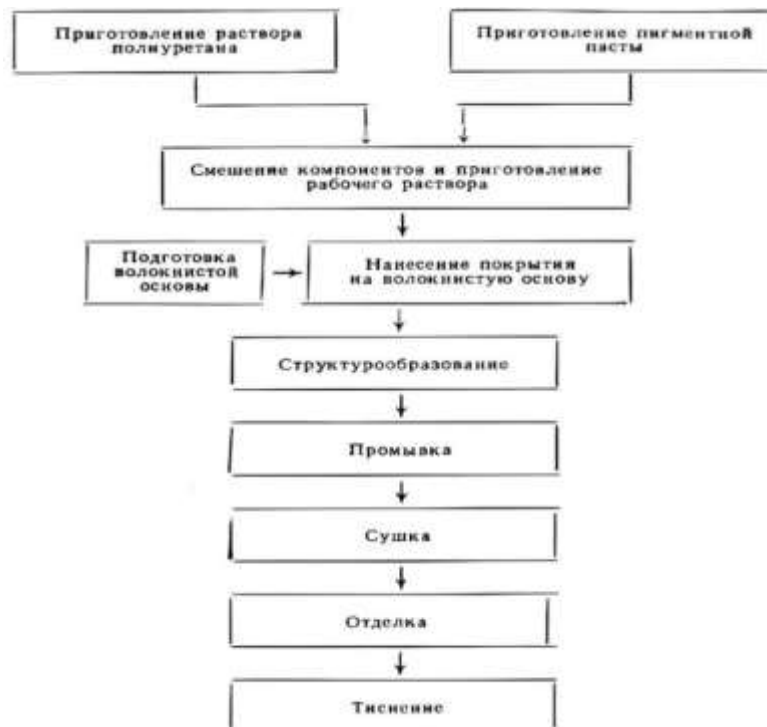 Приготовление раствора
полиуретана
Приготовление пигментной
пасты
Смешение компонентов и приготовление
рабочего раствора
Подготовка
волокнистой
основы
Нанесение покрытия
на волокнистую основу
Структурообразование
Промывка
Сушка
Отделка
Тиснение